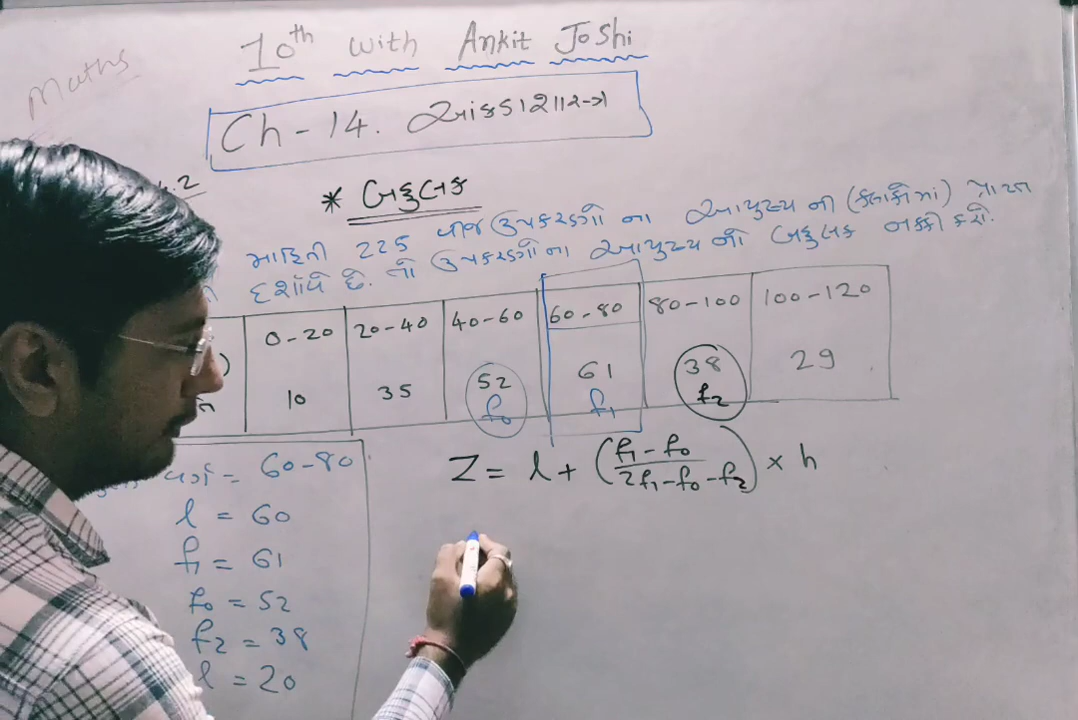 Maths
10th with Ankit Joshi
Ch - 14. આંકડાશાસ્ત્ર
.2
* બહુલક
માહિતી 225 વીજ ઉપકરણો ના આયુષ્ય ની (કલાકોમાં) પ્રાપ્ત
દર્શાવે છે. તો ઉપકરણોના આયુષ્ય નો બહુલક નક્કી કરો.
0-20 20-40 40-60 60-80 80-100 100-120
10 35 52 61 38 29
f0 f1 f2
વર્ગ = 60-80
l = 60
f1 = 61
f0 = 52
f2 = 38
l = 20
Z = l + (f1 - f0 / 2f1 - f0 - f2) × h